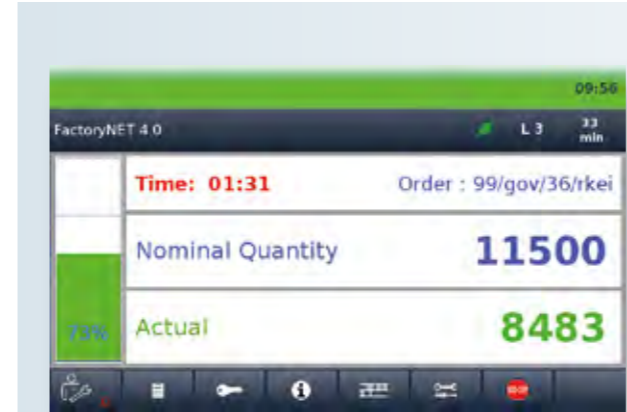 09:56
FactoryNET 4.0
L 3
33
min
Time: 01:31
Order : 99/gov/36/rkei
Nominal Quantity
11500
Actual
8483